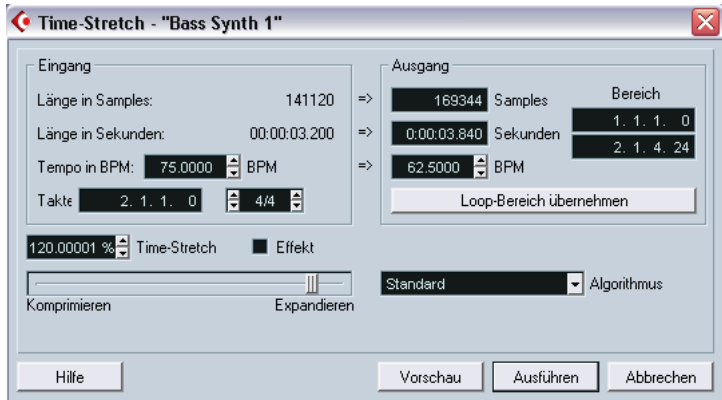 Time-Stretch - "Bass Synth 1"
Eingang
Länge in Samples: 141120 =>
Länge in Sekunden: 00:00:03.200 =>
Tempo in BPM: 75.0000 BPM =>
Takte 2. 1. 1. 0 4/4
Ausgang
169344 Samples
0:00:03.840 Sekunden
62.5000 BPM
Bereich
1. 1. 1. 0
2. 1. 4. 24
Loop-Bereich übernehmen
120.00001 % Time-Stretch Effekt
Komprimieren Expandieren
Standard Algorithmus
Hilfe Vorschau Ausführen Abbrechen